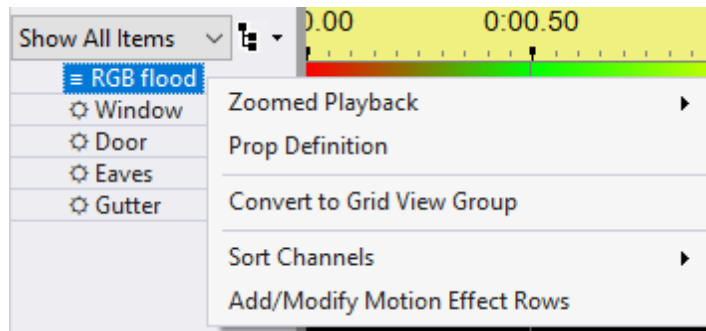 Show All Items
0.00
0:00.50
RGB flood
Window
Door
Eaves
Gutter
Zoomed Playback
Prop Definition
Convert to Grid View Group
Sort Channels
Add/Modify Motion Effect Rows